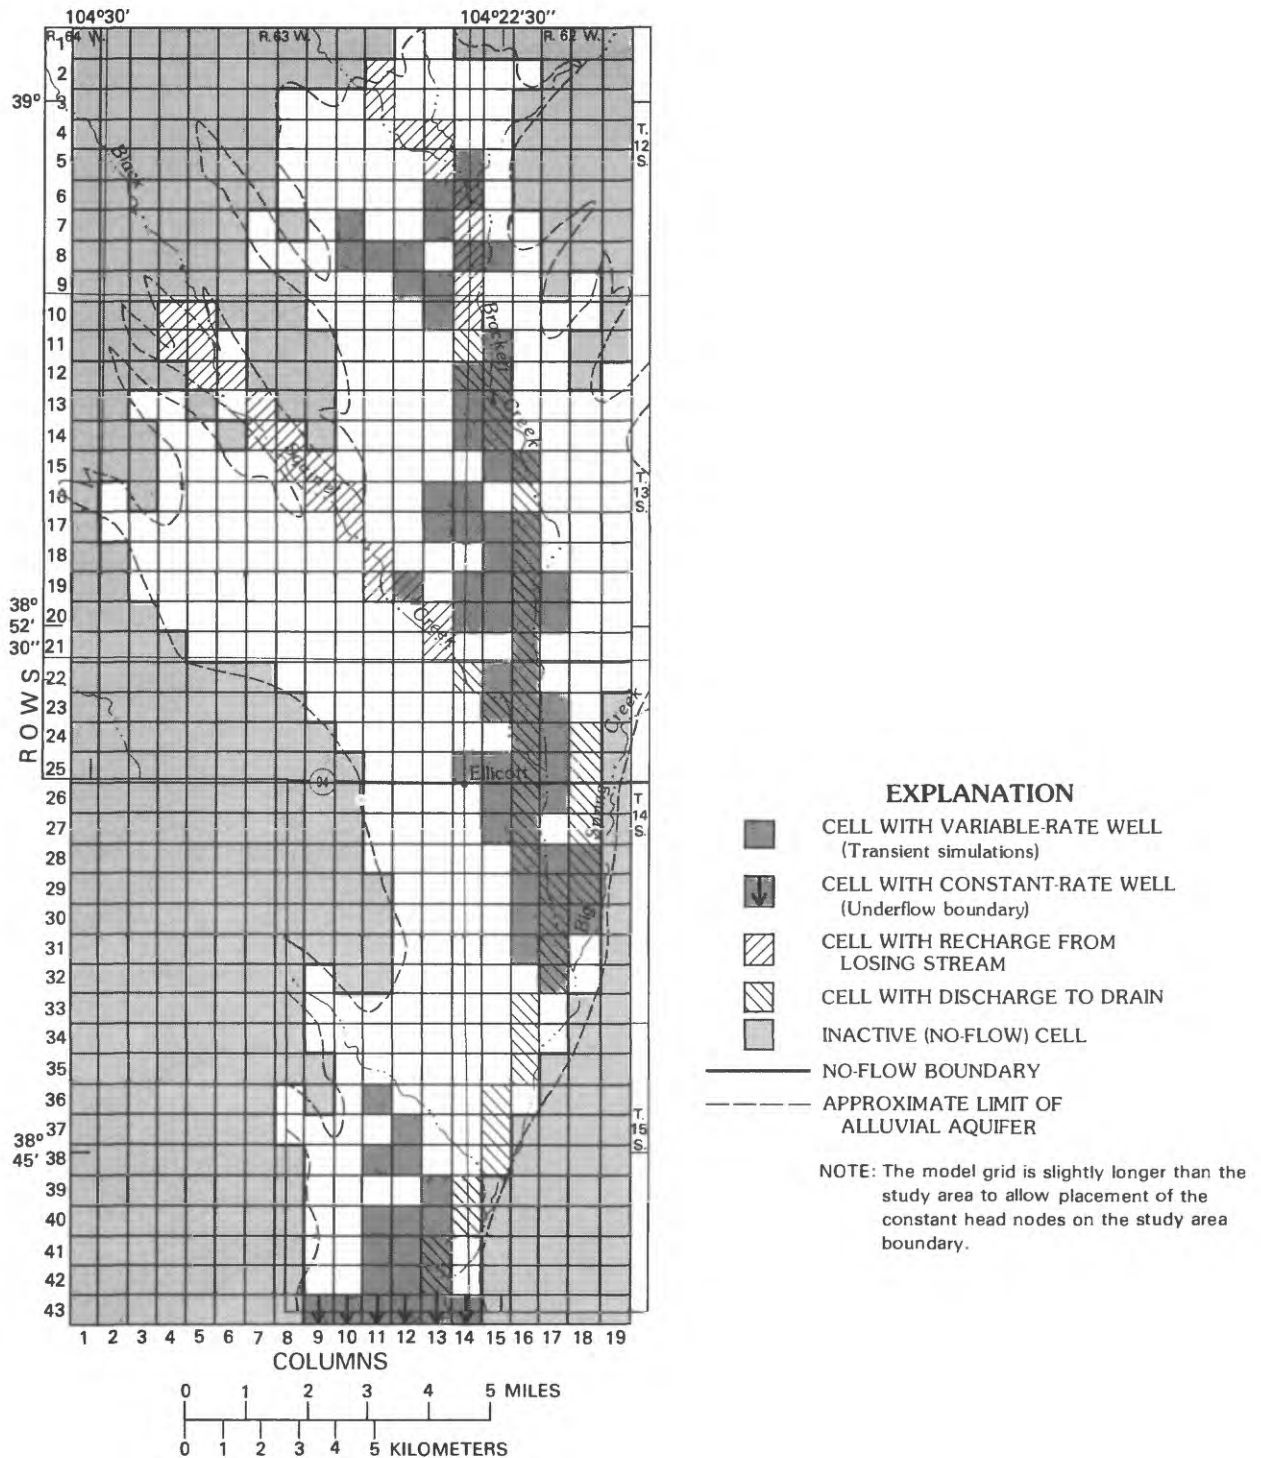 104°30' 104°22'30"
R. 64 W. R. 63 W. R. 62 W.
1
2
39° 3
4 T.
5 12
6 S.
7
8
9
10
11
12
13
14
15 T.
16 13
17 S.
18
19
38° 20
52'
30" 21
22
23
24
25
26 T
27 14
28 S.
29
30
31
32
33
34
35
36
37 T.
38° 15
45' 38 S.
39
40
41
42
43
ROWS
Black
Squirrel
Creek
Brackett
Creek
Ellicott
94
Big
Spring
Creek
1 2 3 4 5 6 7 8 9 10 11 12 13 14 15 16 17 18 19
COLUMNS
0 1 2 3 4 5 MILES
0 1 2 3 4 5 KILOMETERS
EXPLANATION
CELL WITH VARIABLE-RATE WELL
(Transient simulations)
CELL WITH CONSTANT-RATE WELL
(Underflow boundary)
CELL WITH RECHARGE FROM
LOSING STREAM
CELL WITH DISCHARGE TO DRAIN
INACTIVE (NO-FLOW) CELL
NO-FLOW BOUNDARY
APPROXIMATE LIMIT OF
ALLUVIAL AQUIFER
NOTE: The model grid is slightly longer than the
study area to allow placement of the
constant head nodes on the study area
boundary.